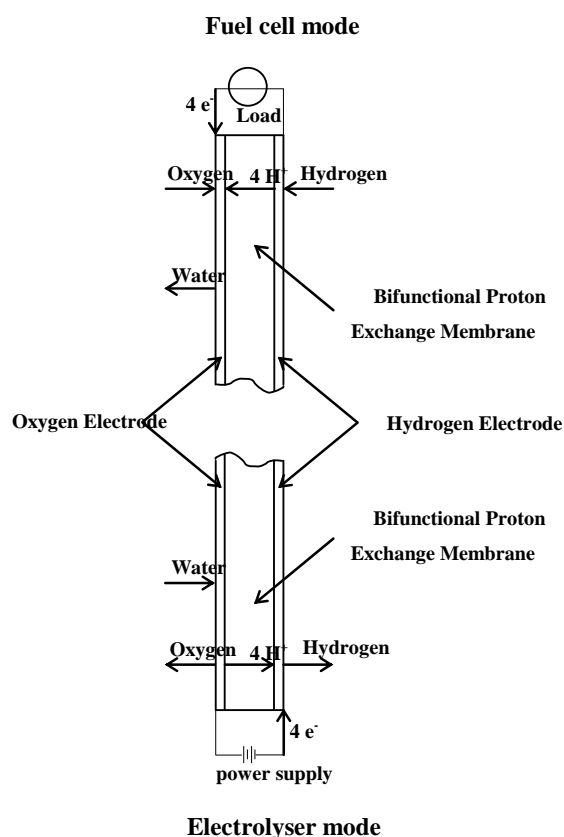 Fuel cell mode
4 e-
Load
Oxygen 4 H+ Hydrogen
Water
Bifunctional Proton
Exchange Membrane
Oxygen Electrode
Hydrogen Electrode
Bifunctional Proton
Exchange Membrane
Water
Oxygen 4 H+ Hydrogen
4 e-
power supply
Electrolyser mode